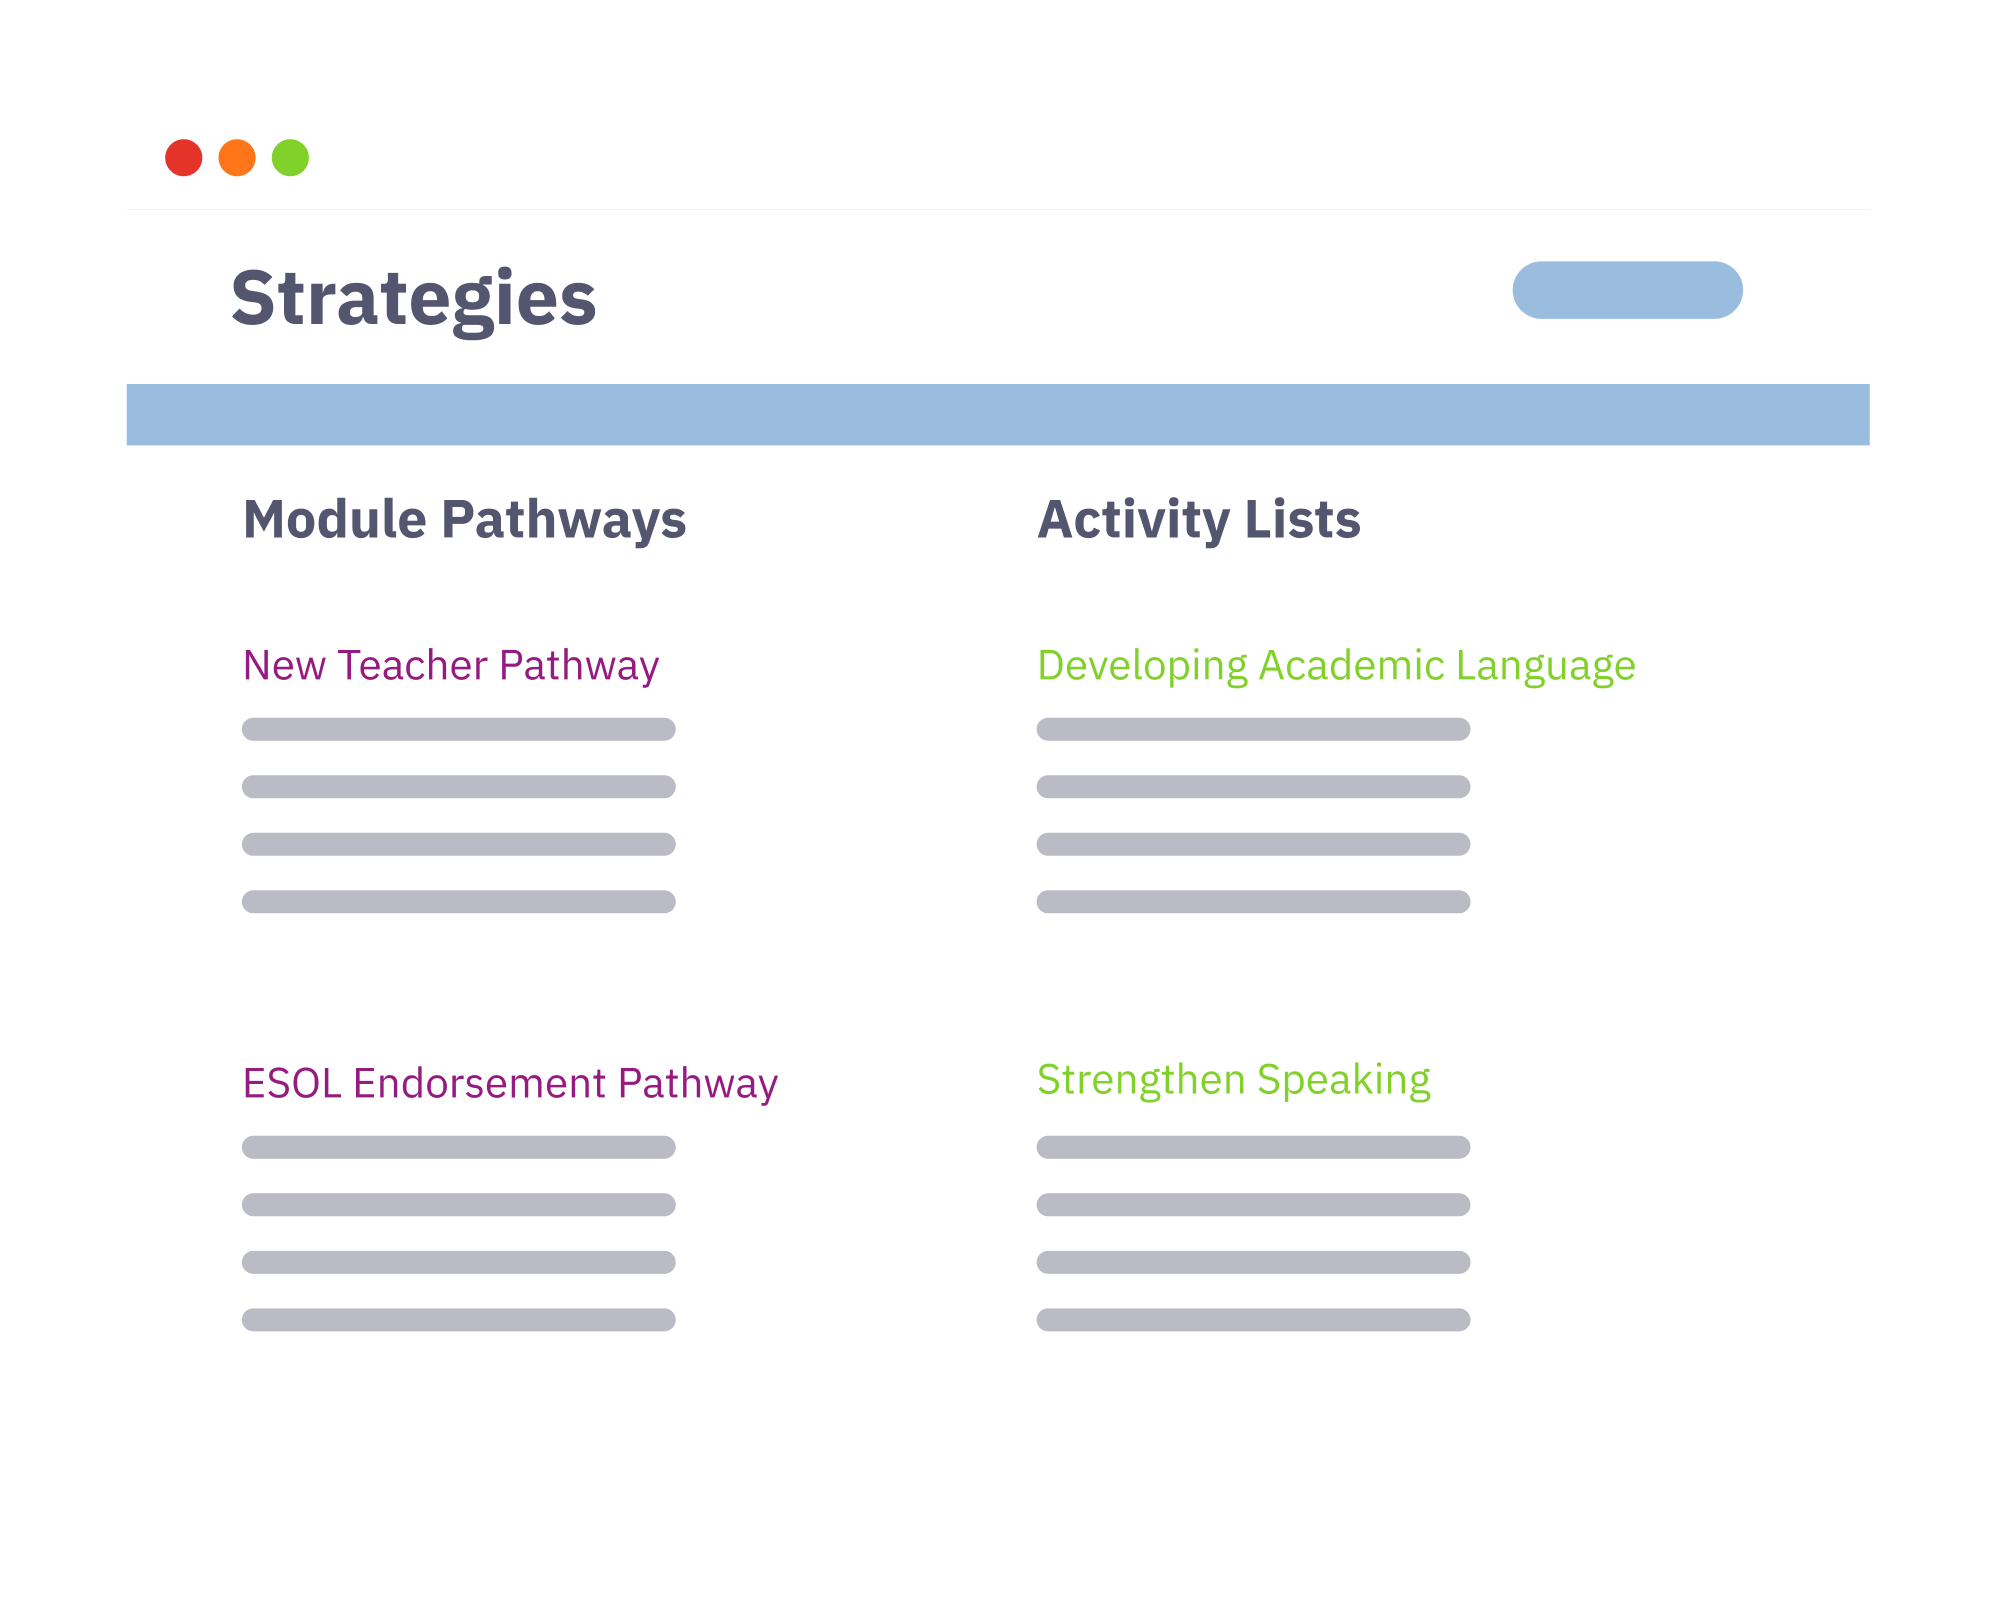 Strategies
Module Pathways
New Teacher Pathway
ESOL Endorsement Pathway
Activity Lists
Developing Academic Language
Strengthen Speaking